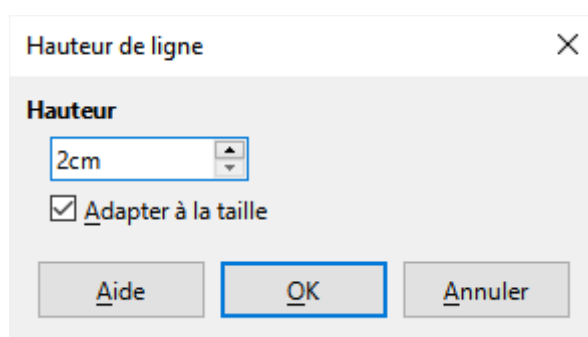 Hauteur de ligne
Hauteur
2cm
Adapter à la taille
Aide OK Annuler